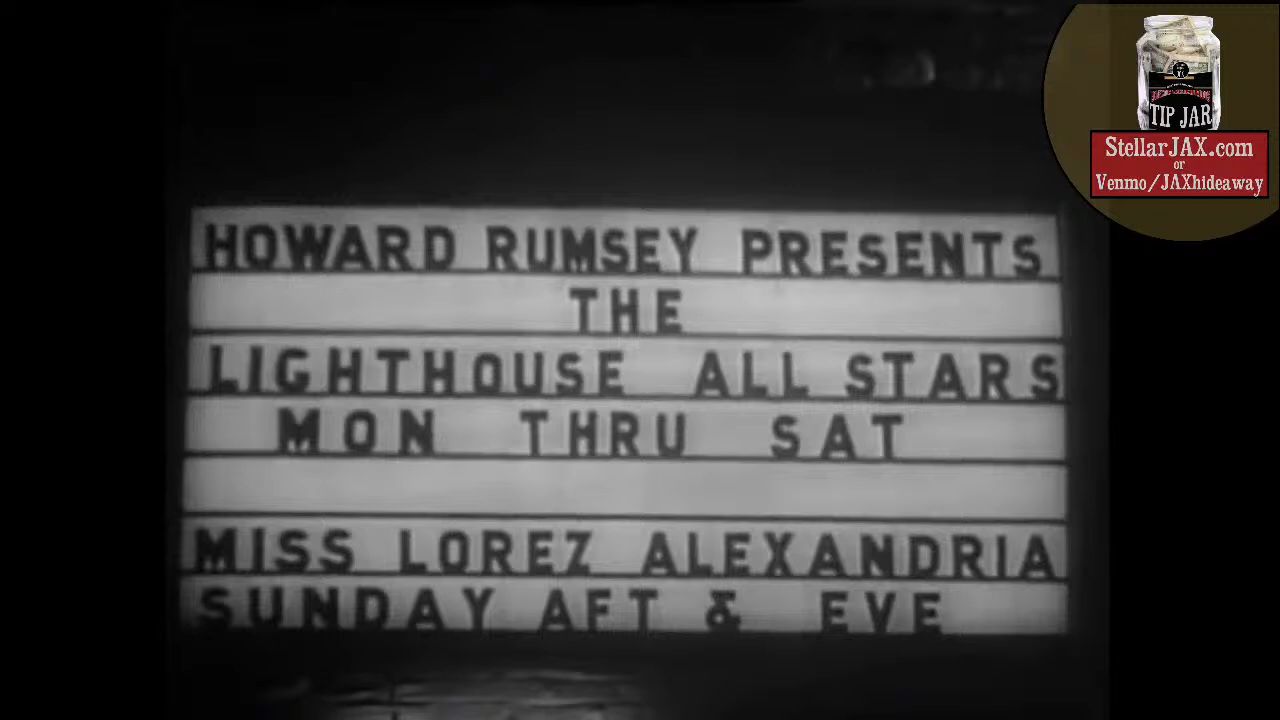 HOWARD RUMSEY PRESENTS
THE
LIGHTHOUSE ALL STARS
MON THRU SAT
MISS LOREZ ALEXANDRIA
SUNDAY AFT & EVE
TIP JAR
StellarJAX.com
or
Venmo/JAXhideaway